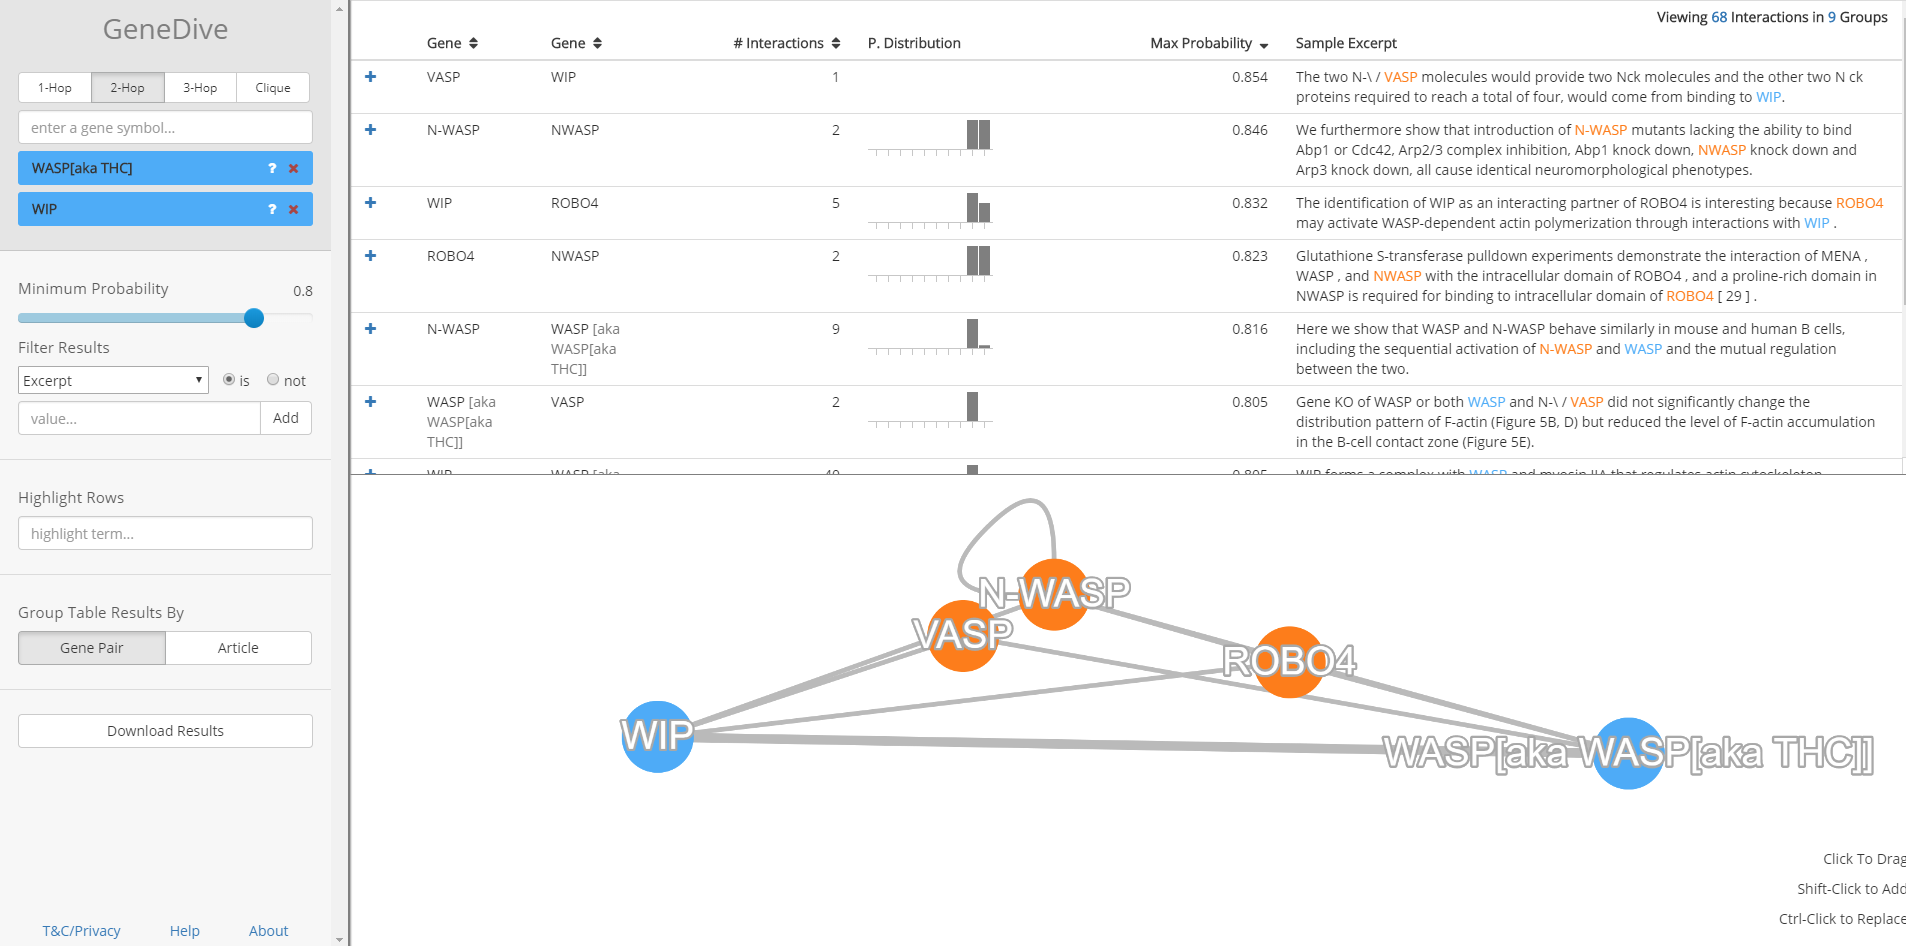 GeneDive
1-Hop 2-Hop 3-Hop Clique
enter a gene symbol...
WASP[aka THC] ? ✖
WIP ? ✖
Minimum Probability 0.8
Filter Results
Excerpt is not
value... Add
Highlight Rows
highlight term...
Group Table Results By
Gene Pair Article
Download Results
T&C/Privacy Help About
Viewing 68 Interactions in 9 Groups
Gene Gene # Interactions P. Distribution Max Probability Sample Excerpt
VASP WIP 1 0.854 The two N-\ / VASP molecules would provide two Nck molecules and the other two N ck
proteins required to reach a total of four, would come from binding to WIP.
N-WASP NWASP 2 0.846 We furthermore show that introduction of N-WASP mutants lacking the ability to bind
Abp1 or Cdc42, Arp2/3 complex inhibition, Abp1 knock down, NWASP knock down and
Arp3 knock down, all cause identical neuromorphological phenotypes.
WIP ROBO4 5 0.832 The identification of WIP as an interacting partner of ROBO4 is interesting because ROBO4
may activate WASP-dependent actin polymerization through interactions with WIP .
ROBO4 NWASP 2 0.823 Glutathione S-transferase pulldown experiments demonstrate the interaction of MENA ,
WASP , and NWASP with the intracellular domain of ROBO4 , and a proline-rich domain in
NWASP is required for binding to intracellular domain of ROBO4 [ 29 ] .
N-WASP WASP [aka 9 0.816 Here we show that WASP and N-WASP behave similarly in mouse and human B cells,
WASP[aka including the sequential activation of N-WASP and WASP and the mutual regulation
THC]] between the two.
WASP [aka VASP 2 0.805 Gene KO of WASP or both WASP and N-\ / VASP did not significantly change the
WASP[aka distribution pattern of F-actin (Figure 5B, D) but reduced the level of F-actin accumulation
THC]] in the B-cell contact zone (Figure 5E).
WIP WASP [aka WIP forms a complex with WASP and myosin IIA that regulates actin cytoskeleton
N-WASP
VASP
ROBO4
WIP
WASP[aka WASP[aka THC]]
Click To Drag
Shift-Click to Add
Ctrl-Click to Replace